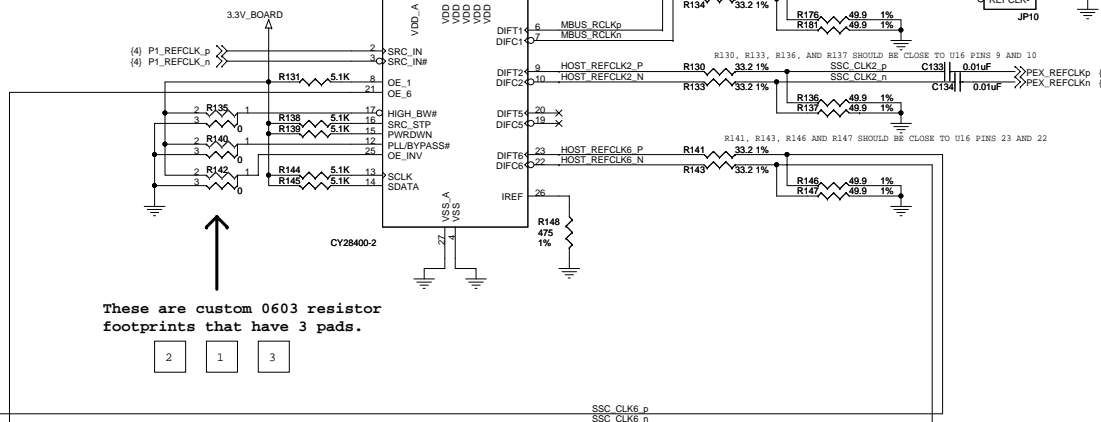 R134
33.2 1%
REFCLK-
JP10
3.3V_BOARD
VDD_A
VDD
VDD
VDD
VDD
DIFT1
6
MBUS_RCLKp
DIFC1
7
MBUS_RCLKn
R176
49.9 1%
R181
49.9 1%
{4} P1_REFCLK_p
2
SRC_IN
{4} P1_REFCLK_n
3
SRC_IN#
R130, R133, R136, AND R137 SHOULD BE CLOSE TO U16 PINS 9 AND 10
DIFT2
9
HOST_REFCLK2_P
R130
33.2 1%
SSC_CLK2_p
C133
0.01uF
PEX_REFCLKp
DIFC2
10
HOST_REFCLK2_N
R133
33.2 1%
SSC_CLK2_n
C134
0.01uF
PEX_REFCLKn
R131
5.1K
8
OE_1
21
OE_6
R136
49.9 1%
R137
49.9 1%
2
R135
1
3
0
17
HIGH_BW#
R138
5.1K
16
SRC_STP
R139
5.1K
15
PWRDWN
DIFT5
20
DIFC5
19
2
R140
1
3
0
12
PLL/BYPASS#
25
OE_INV
R141, R143, R146 AND R147 SHOULD BE CLOSE TO U16 PINS 23 AND 22
DIFT6
23
HOST_REFCLK6_P
R141
33.2 1%
DIFC6
22
HOST_REFCLK6_N
R143
33.2 1%
2
R142
1
3
0
R144
5.1K
13
SCLK
R145
5.1K
14
SDATA
R146
49.9 1%
R147
49.9 1%
IREF
26
R148
475
1%
VSS_A
VSS
27
4
CY28400-2
These are custom 0603 resistor
footprints that have 3 pads.
2 1 3
SSC_CLK6_p
SSC_CLK6_n